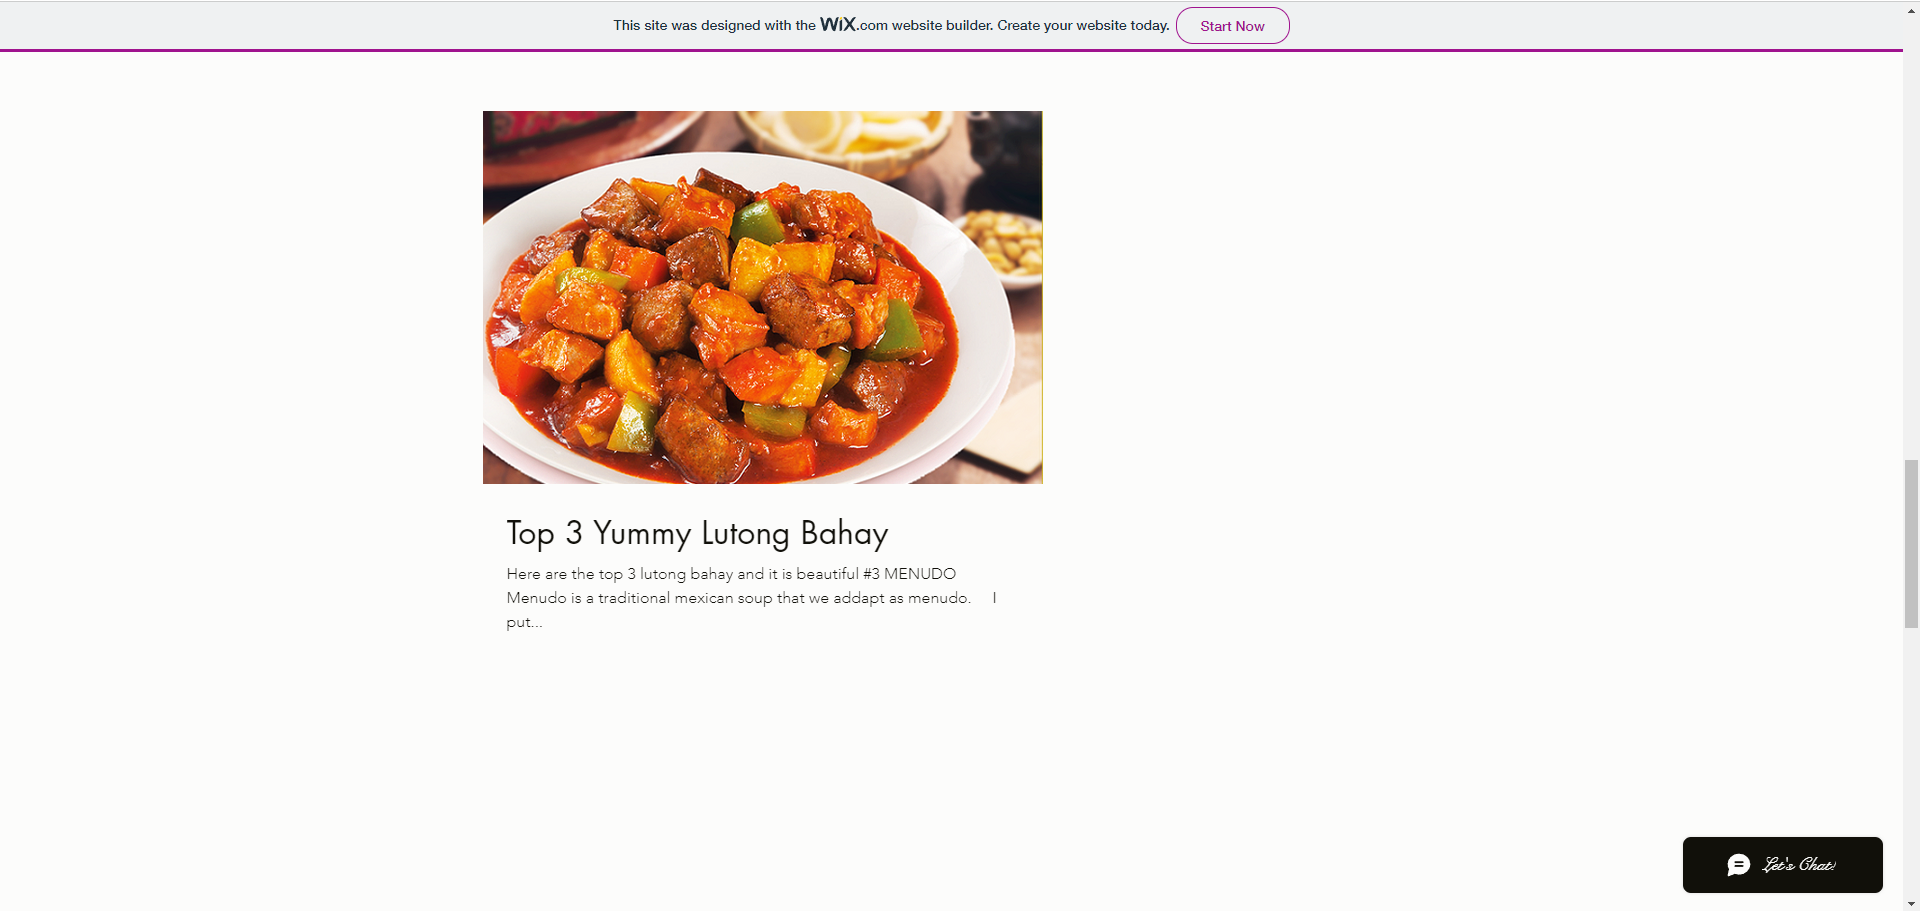 This site was designed with the WiX.com website builder. Create your website today. Start Now
Top 3 Yummy Lutong Bahay
Here are the top 3 lutong bahay and it is beautiful #3 MENUDO
Menudo is a traditional mexican soup that we addapt as menudo. I
put...
Let's Chat!